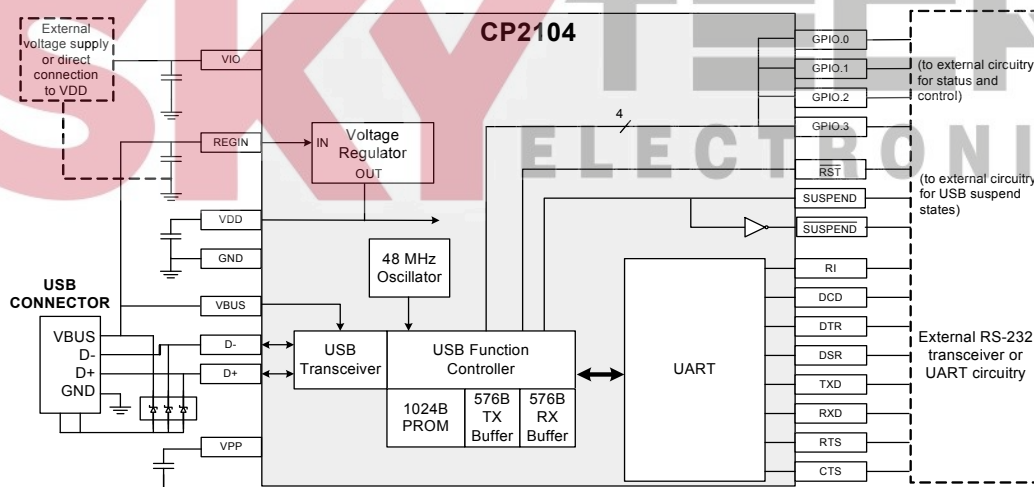 SKYTECH
ELECTRONI
CP2104
External
voltage supply
or direct
connection
to VDD
VIO
REGIN
IN
Voltage
Regulator
OUT
VDD
GND
48 MHz
Oscillator
USB
CONNECTOR
VBUS
D-
D+
GND
VBUS
D-
D+
VPP
USB
Transceiver
USB Function
Controller
1024B
PROM
576B
TX
Buffer
576B
RX
Buffer
UART
4
GPIO.0
GPIO.1
GPIO.2
GPIO.3
RST
SUSPEND
SUSPEND
RI
DCD
DTR
DSR
TXD
RXD
RTS
CTS
(to external circuitry
for status and
control)
(to external circuitry
for USB suspend
states)
External RS-232
transceiver or
UART circuitry